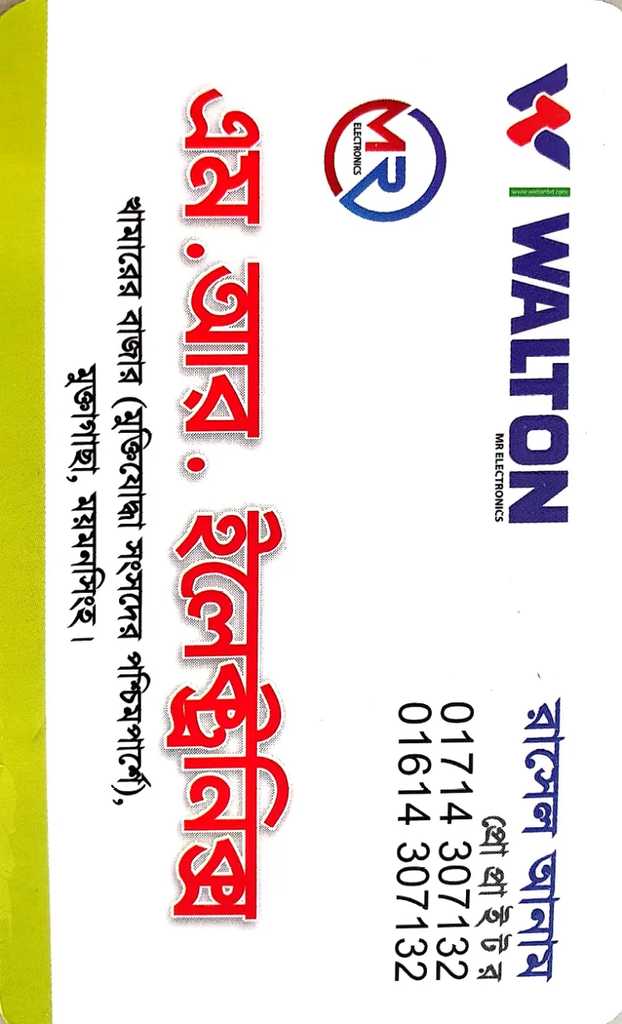 www.waltonbd.com
WALTON
MR ELECTRONICS
রাসেল আনাম
প্রোপ্রাইটর
01714 307132
01614 307132
MR
ELECTRONICS
এম.আর. ইলেক্ট্রনিক্স
খামারের বাজার (মুক্তিযোদ্ধা সংসদের পশ্চিমপার্শ্বে),
মুক্তাগাছা, ময়মনসিংহ।